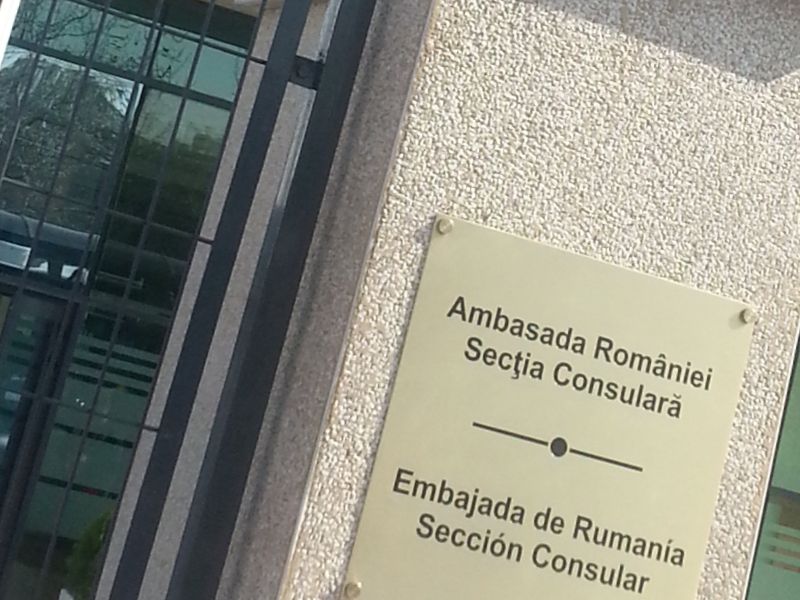 Ambasada României
Secţia Consulară
Embajada de Rumanía
Sección Consular